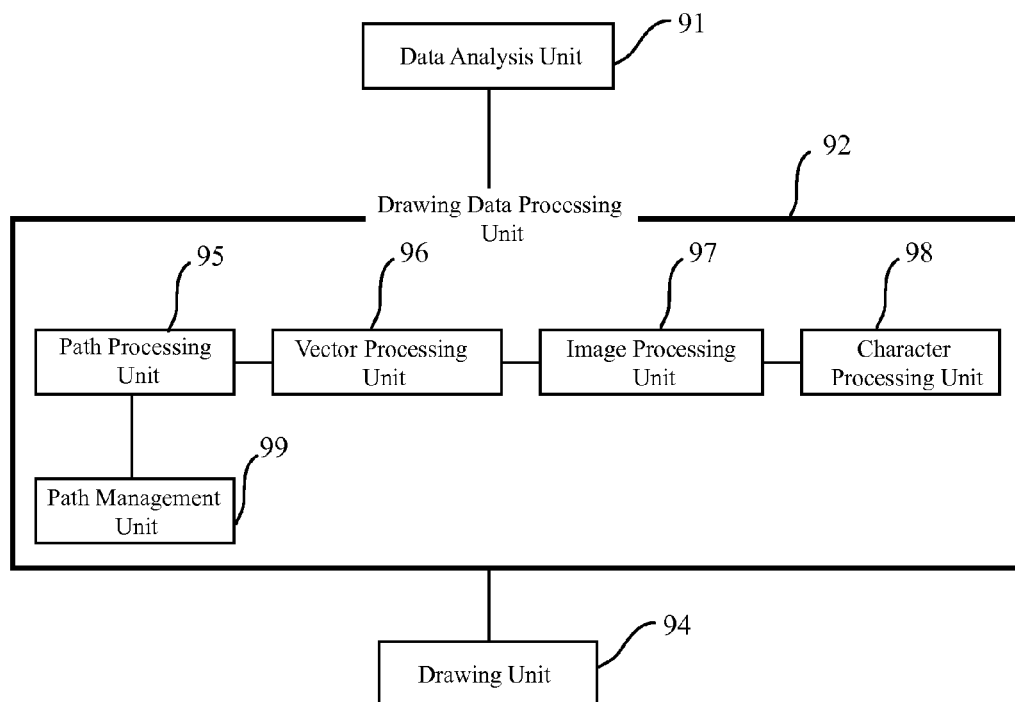 91
Data Analysis Unit
92
Drawing Data Processing
Unit
95
96
97
98
Path Processing
Unit
Vector Processing
Unit
Image Processing
Unit
Character
Processing Unit
99
Path Management
Unit
94
Drawing Unit